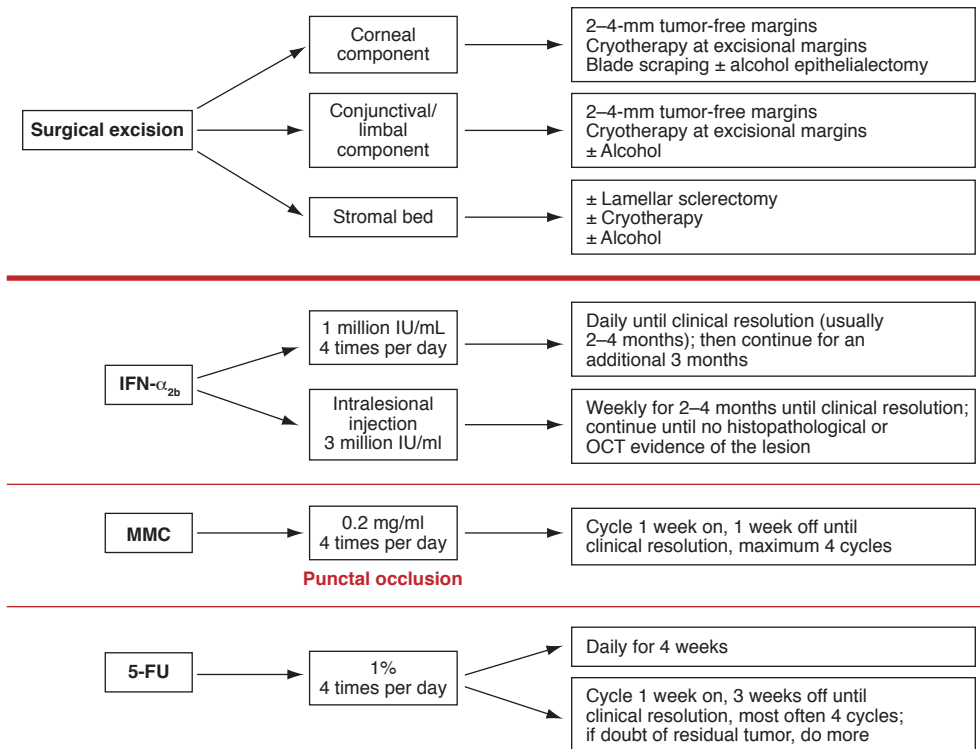 Corneal
component
2–4-mm tumor-free margins
Cryotherapy at excisional margins
Blade scraping ± alcohol epithelialectomy
Surgical excision
Conjunctival/
limbal
component
2–4-mm tumor-free margins
Cryotherapy at excisional margins
± Alcohol
Stromal bed
± Lamellar sclerectomy
± Cryotherapy
± Alcohol
IFN-α2b
1 million IU/mL
4 times per day
Daily until clinical resolution (usually
2–4 months); then continue for an
additional 3 months
Intralesional
injection
3 million IU/ml
Weekly for 2–4 months until clinical resolution;
continue until no histopathological or
OCT evidence of the lesion
MMC
0.2 mg/ml
4 times per day
Cycle 1 week on, 1 week off until
clinical resolution, maximum 4 cycles
Punctal occlusion
5-FU
1%
4 times per day
Daily for 4 weeks
Cycle 1 week on, 3 weeks off until
clinical resolution, most often 4 cycles;
if doubt of residual tumor, do more